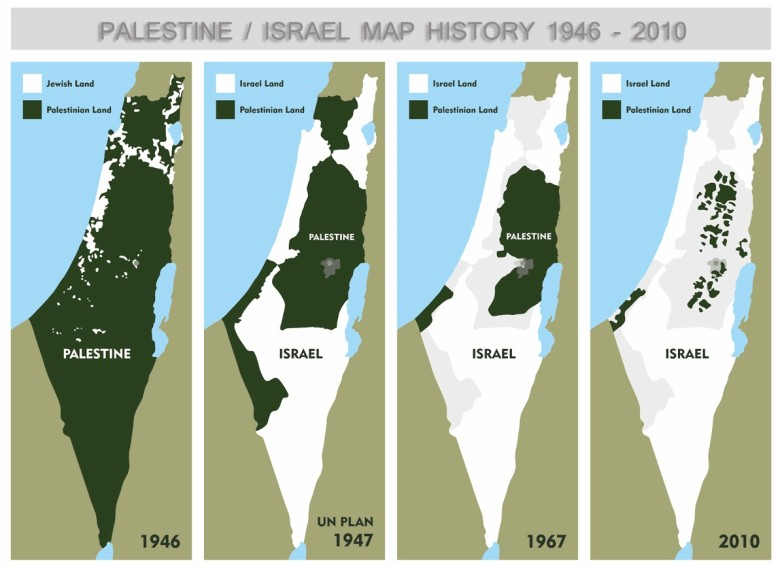 PALESTINE / ISRAEL MAP HISTORY 1946 - 2010
Jewish Land
Palestinian Land
PALESTINE
1946
Israel Land
Palestinian Land
PALESTINE
ISRAEL
UN PLAN
1947
Israel Land
Palestinian Land
PALESTINE
ISRAEL
1967
Israel Land
Palestinian Land
ISRAEL
2010